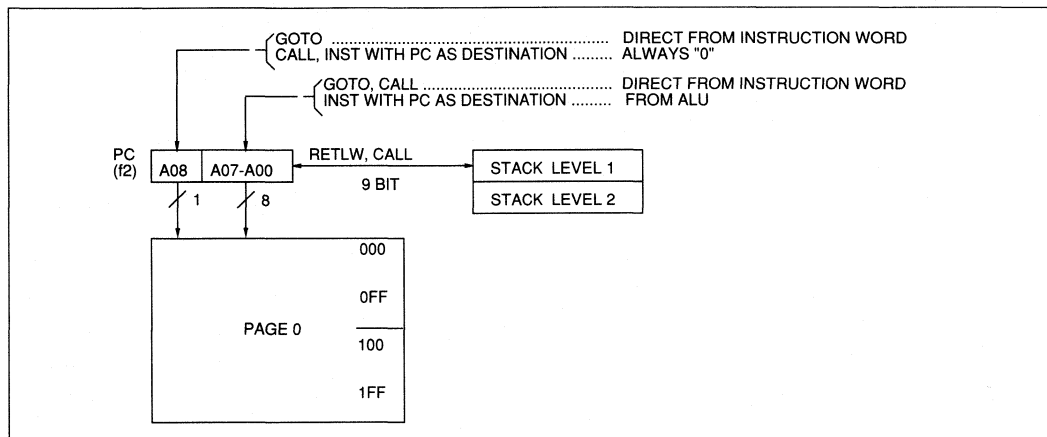 GOTO ................................................................ DIRECT FROM INSTRUCTION WORD
CALL, INST WITH PC AS DESTINATION ......... ALWAYS "0"
GOTO, CALL ..................................... DIRECT FROM INSTRUCTION WORD
INST WITH PC AS DESTINATION ......... FROM ALU
PC
(f2)
A08 A07-A00
RETLW, CALL
9 BIT
STACK LEVEL 1
STACK LEVEL 2
1 8
000
0FF
PAGE 0
100
1FF